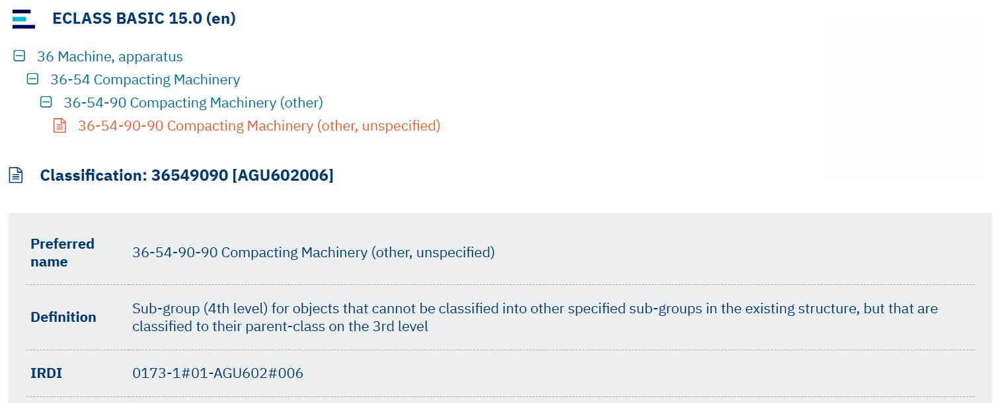 ECLASS BASIC 15.0 (en)
36 Machine, apparatus
36-54 Compacting Machinery
36-54-90 Compacting Machinery (other)
36-54-90-90 Compacting Machinery (other, unspecified)
Classification: 36549090 [AGU602006]
Preferred name
36-54-90-90 Compacting Machinery (other, unspecified)
Definition
Sub-group (4th level) for objects that cannot be classified into other specified sub-groups in the existing structure, but that are
classified to their parent-class on the 3rd level
IRDI
0173-1#01-AGU602#006